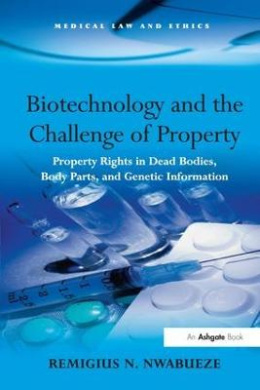 MEDICAL LAW AND ETHICS
Biotechnology and the
Challenge of Property
Property Rights in Dead Bodies,
Body Parts, and Genetic Information
An Ashgate Book
REMIGIUS N. NWABUEZE